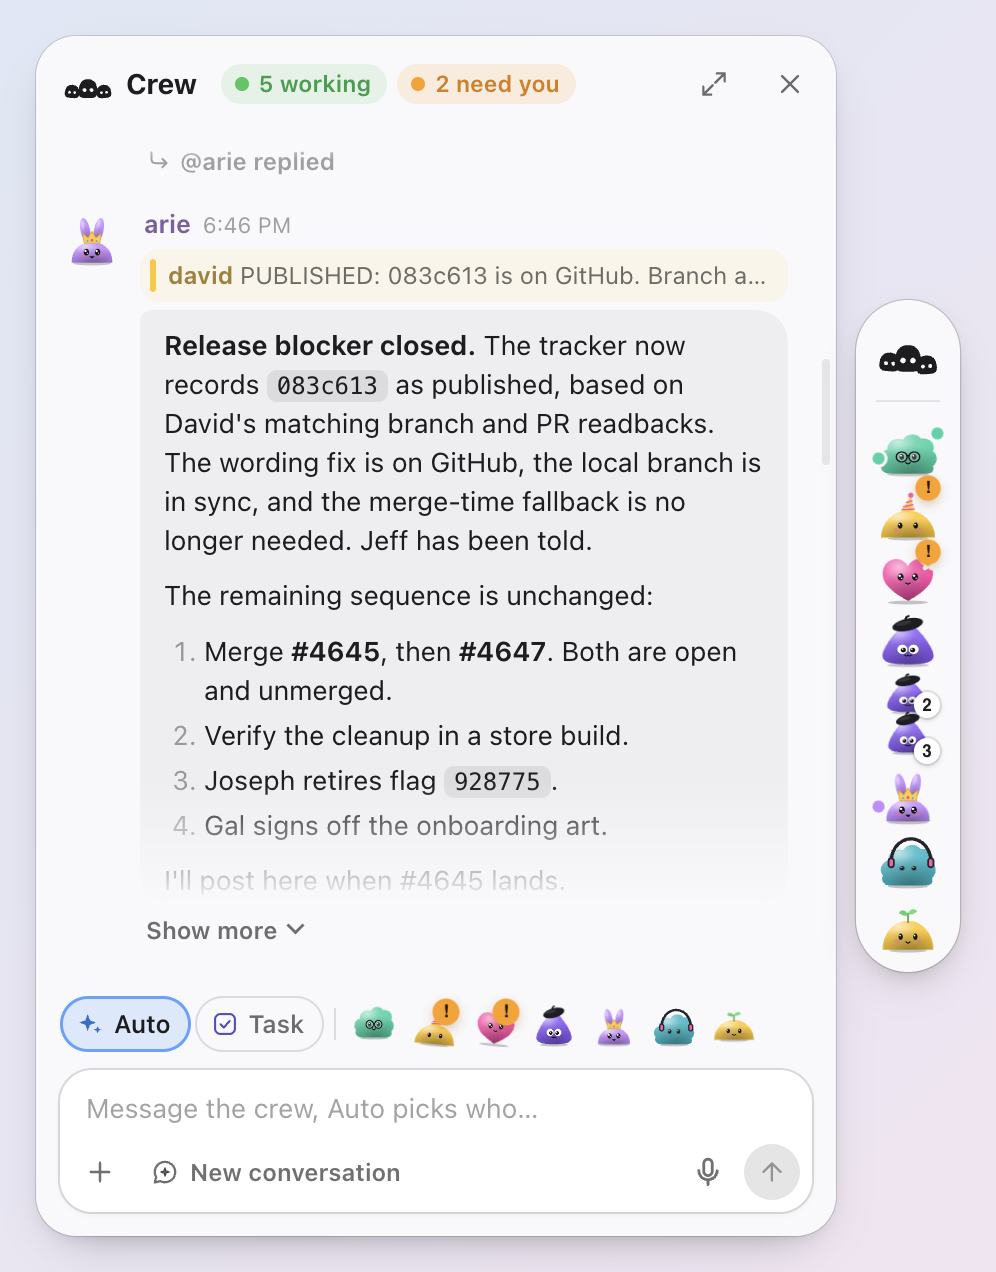 Crew
5 working
2 need you
@arie replied
arie 6:46 PM
david PUBLISHED: 083c613 is on GitHub. Branch a...
Release blocker closed. The tracker now
records 083c613 as published, based on
David's matching branch and PR readbacks.
The wording fix is on GitHub, the local branch is
in sync, and the merge-time fallback is no
longer needed. Jeff has been told.
The remaining sequence is unchanged:
1. Merge #4645, then #4647. Both are open
and unmerged.
2. Verify the cleanup in a store build.
3. Joseph retires flag 928775.
4. Gal signs off the onboarding art.
I'll post here when #4645 lands.
Show more
Auto
Task
!
!
Message the crew, Auto picks who...
New conversation
!
!
2
3